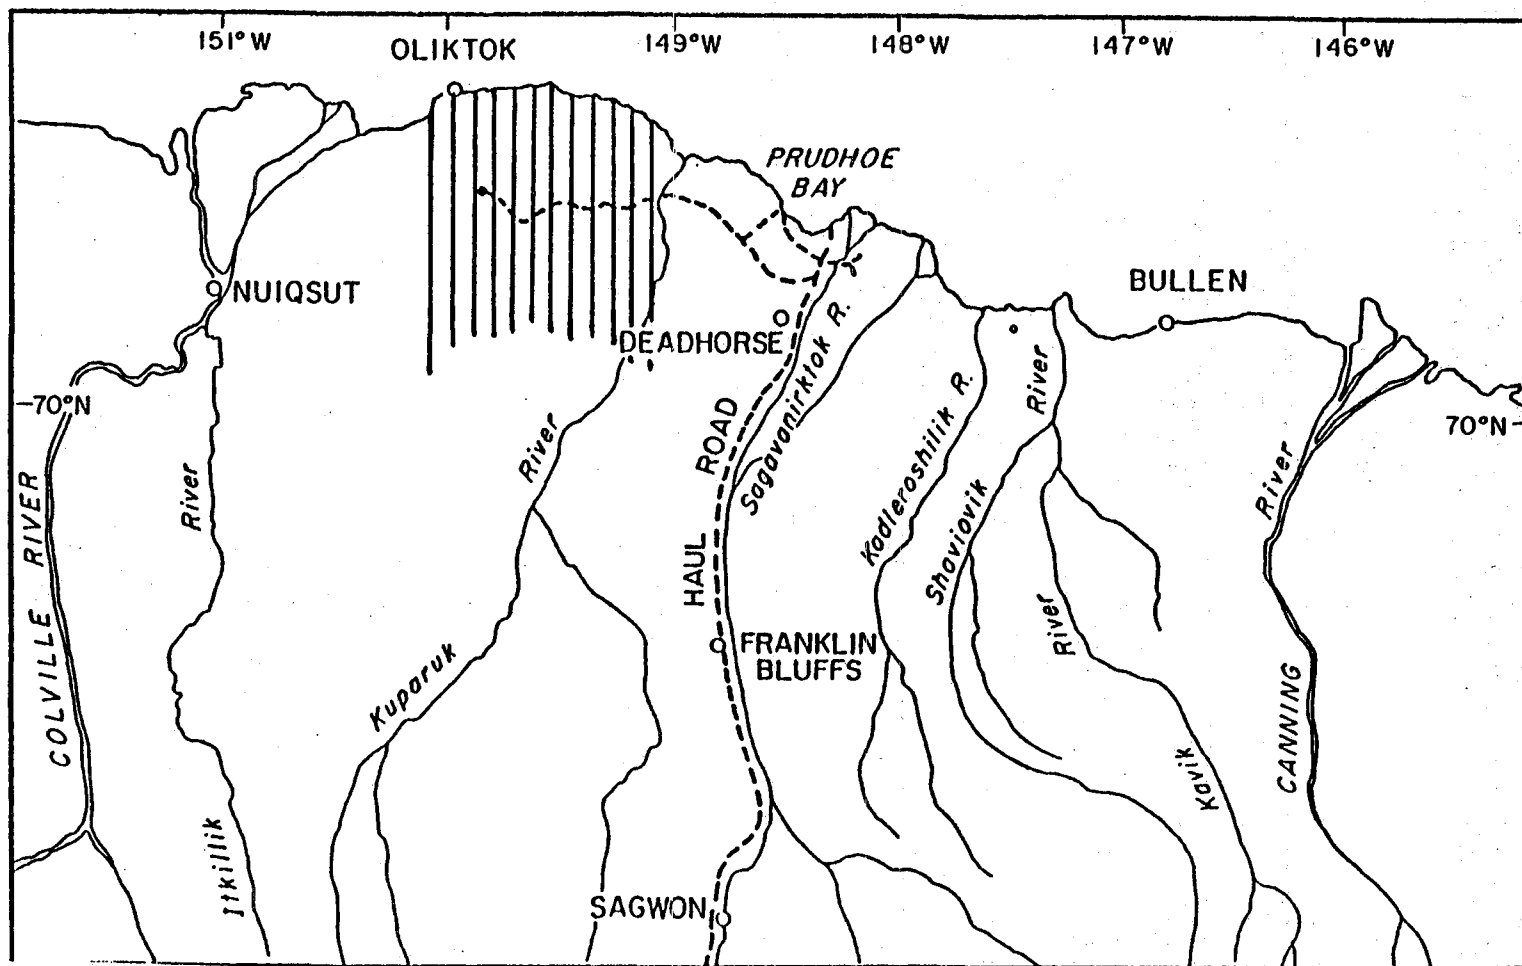 151°W
149°W
148°W
147°W
146°W
OLIKTOK
PRUDHOE
BAY
BULLEN
NUIQSUT
DEADHORSE
-70°N
70°N-
COLVILLE RIVER
Itkillik River
Kuparuk River
HAUL ROAD
Sagavanirktok R.
Kadleroshilik R.
Shaviovik River
Kavik River
CANNING River
FRANKLIN
BLUFFS
SAGWON